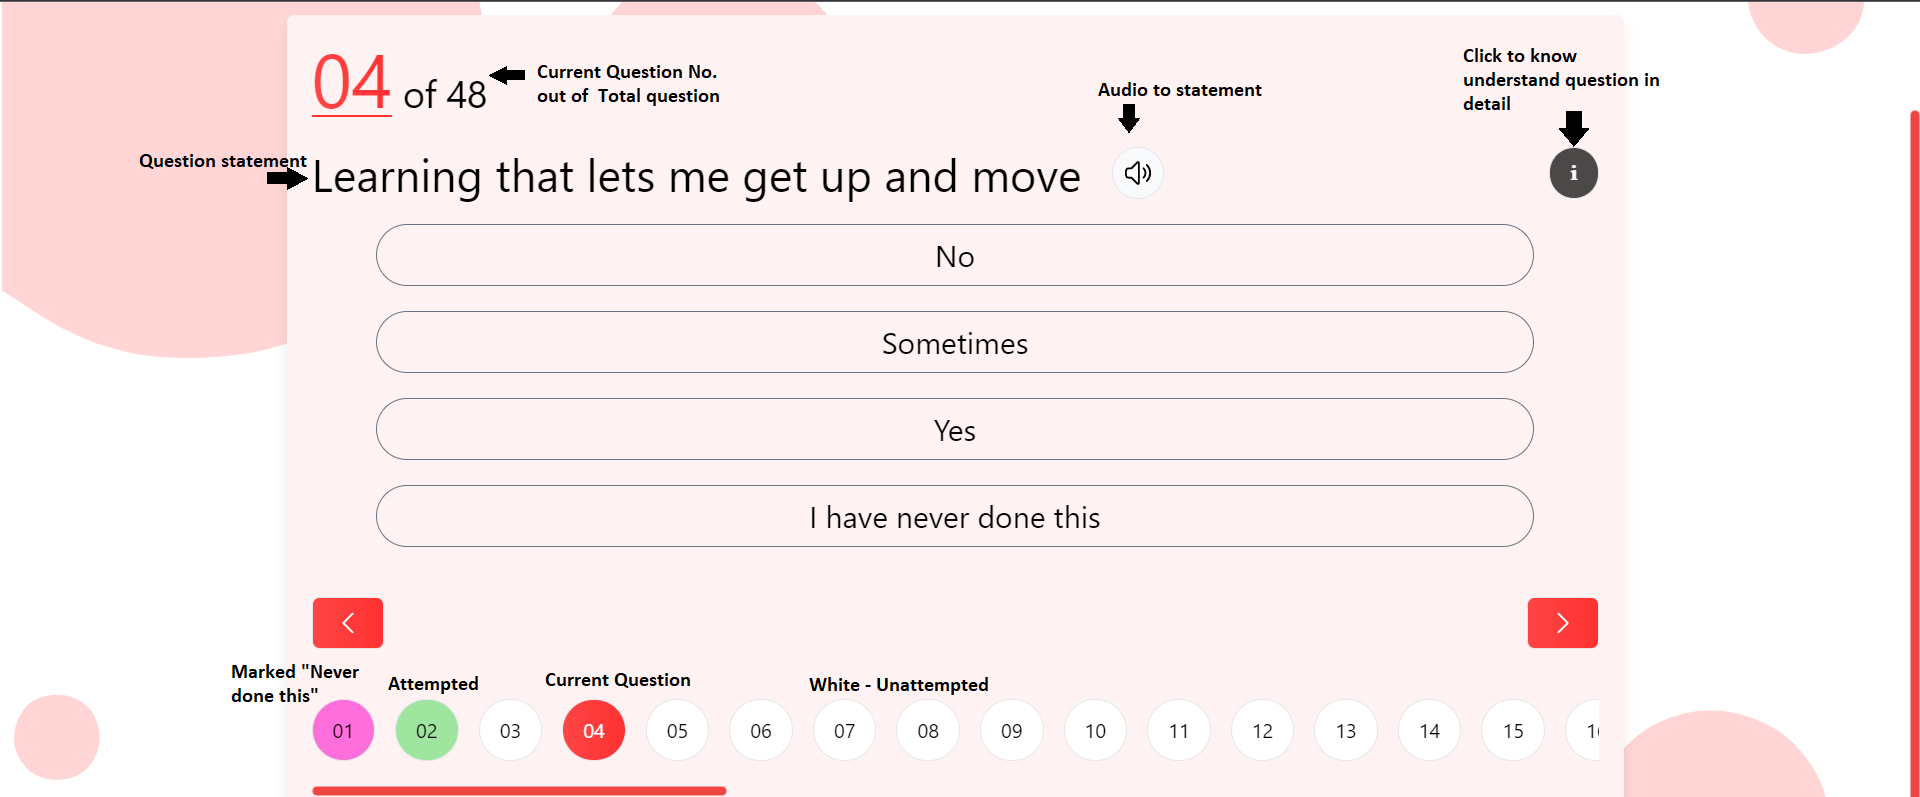 04 of 48
Current Question No.
out of  Total question
Click to know
understand question in
detail
Audio to statement
Question statement
Learning that lets me get up and move
i
No
Sometimes
Yes
I have never done this
Marked "Never
done this"
Attempted
Current Question
White - Unattempted
01 02 03 04 05 06 07 08 09 10 11 12 13 14 15